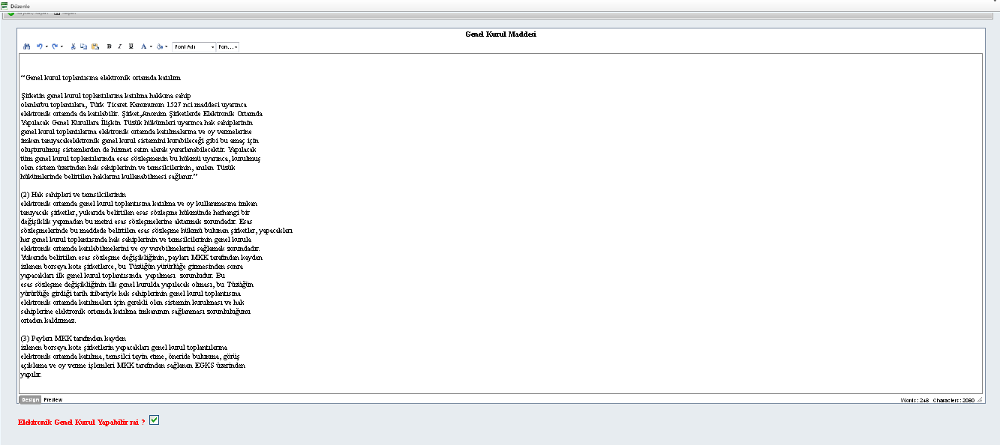 Düzenle
Genel Kurul Maddesi
B I U A Font Adı Fon...
“Genel kurul toplantısına elektronik ortamda katılım
Şirketin genel kurul toplantılarına katılma hakkına sahip
olanlarbu toplantılara, Türk Ticaret Kanununun 1527 nci maddesi uyarınca
elektronik ortamda da katılabilir. Şirket,Anonim Şirketlerde Elektronik Ortamda
Yapılacak Genel Kurullara İlişkin Tüzük hükümleri uyarınca hak sahiplerinin
genel kurul toplantılarına elektronik ortamda katılmalarına ve oy vermelerine
imkan tanıyacakelektronik genel kurul sistemini kurabileceği gibi bu amaç için
oluşturulmuş sistemlerden de hizmet satın alarak yararlanabilecektir. Yapılacak
tüm genel kurul toplantılarında esas sözleşmenin bu hükmü uyarınca, kurulmuş
olan sistem üzerinden hak sahiplerinin ve temsilcilerinin, anılan Tüzük
hükümlerinde belirtilen haklarını kullanabilmesi sağlanır.”
(2) Hak sahipleri ve temsilcilerinin
elektronik ortamda genel kurul toplantısına katılma ve oy kullanmasına imkan
tanıyacak şirketler, yukarıda belirtilen esas sözleşme hükmünde herhangi bir
değişiklik yapmadan bu metni esas sözleşmelerine aktarmak zorundadır. Esas
sözleşmelerinde bu maddede belirtilen esas sözleşme hükmü bulunan şirketler, yapacakları
her genel kurul toplantısında hak sahiplerinin ve temsilcilerinin genel kurula
elektronik ortamda katılabilmelerini ve oy verebilmelerini sağlamak zorundadır.
Yukarıda belirtilen esas sözleşme değişikliğinin, payları MKK tarafından kayden
izlenen borsaya kote şirketlerce, bu Tüzüğün yürürlüğe girmesinden sonra
yapacakları ilk genel kurul toplantısında yapılması zorunludur. Bu
esas sözleşme değişikliğinin ilk genel kurulda yapılacak olması, bu Tüzüğün
yürürlüğe girdiği tarih itibariyle hak sahiplerinin genel kurul toplantısına
elektronik ortamda katılmaları için gerekli olan sistemin kurulması ve hak
sahiplerine elektronik ortamda katılma imkanının sağlanması zorunluluğunu
ortadan kaldırmaz.
(3) Payları MKK tarafından kayden
izlenen borsaya kote şirketlerin yapacakları genel kurul toplantılarına
elektronik ortamda katılma, temsilci tayin etme, öneride bulunma, görüş
açıklama ve oy verme işlemleri MKK tarafından sağlanan EGKS üzerinden
yapılır.
Design Preview Words: 248 Characters: 2080
Elektronik Genel Kurul Yapabilir mi ?